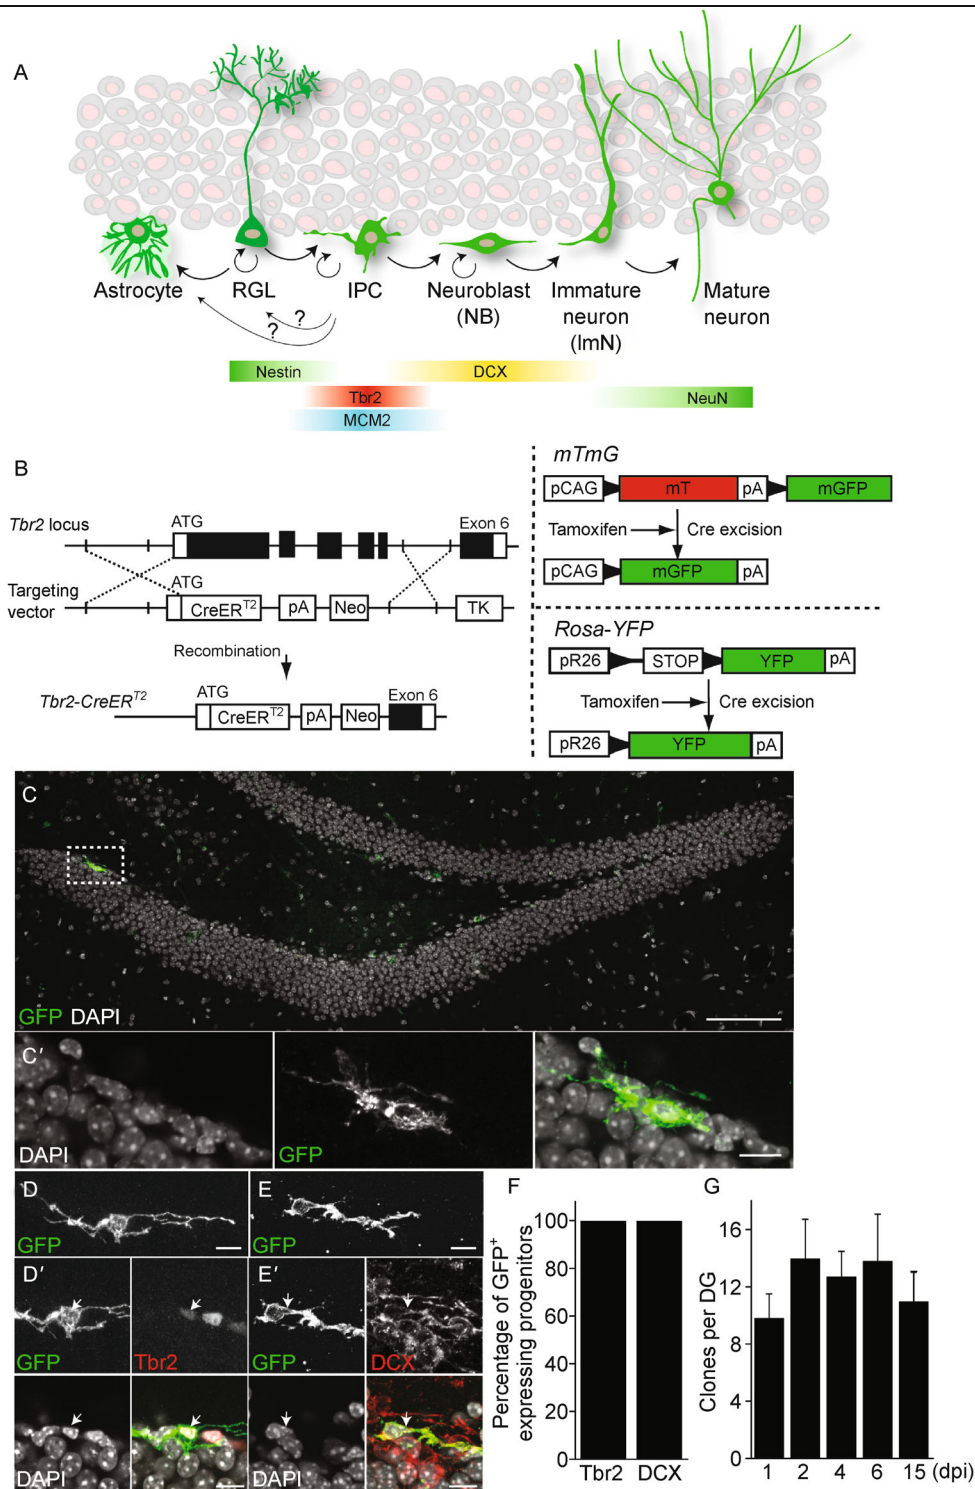 A
Astrocyte
RGL
IPC
Neuroblast
(NB)
Immature
neuron
(ImN)
Mature
neuron
?
?
Nestin
DCX
Tbr2
NeuN
MCM2
B
Tbr2 locus
ATG
Exon 6
Targeting
vector
ATG
CreER^T2
pA
Neo
TK
Recombination
Tbr2-CreER^T2
ATG
CreER^T2
pA
Neo
Exon 6
mTmG
pCAG
mT
pA
mGFP
Tamoxifen
Cre excision
pCAG
mGFP
pA
Rosa-YFP
pR26
STOP
YFP
pA
Tamoxifen
Cre excision
pR26
YFP
pA
C
GFP DAPI
C′
DAPI
GFP
D
GFP
E
GFP
D′
GFP
Tbr2
E′
GFP
DCX
DAPI
DAPI
F
Percentage of GFP+
expressing progenitors
100
80
60
40
20
0
Tbr2
DCX
G
Clones per DG
16
12
8
4
0
1 2 4 6 15 (dpi)